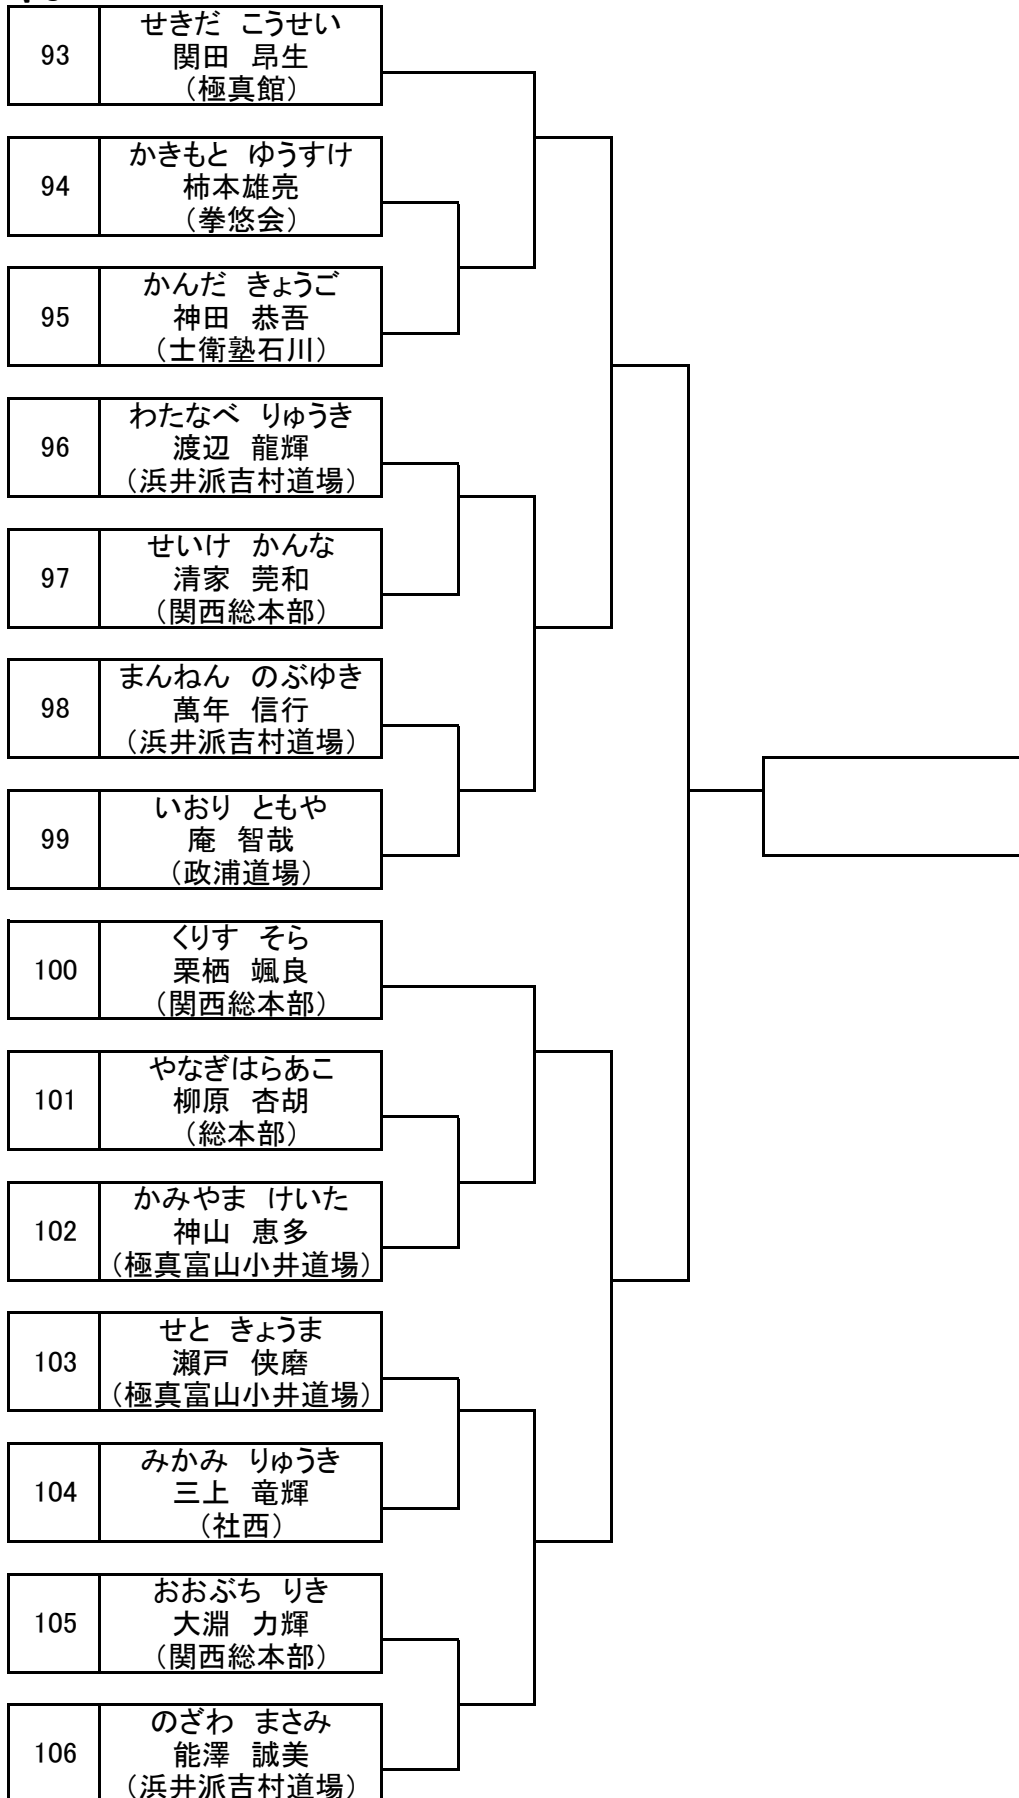 93
せきだ　こうせい
関田　昂生
（極真館）
94
かきもと　ゆうすけ
柿本雄亮
（拳悠会）
95
かんだ　きょうご
神田　恭吾
（士衛塾石川）
96
わたなべ　りゅうき
渡辺　龍輝
（浜井派吉村道場）
97
せいけ　かんな
清家　莞和
（関西総本部）
98
まんねん　のぶゆき
萬年　信行
（浜井派吉村道場）
99
いおり　ともや
庵　智哉
（政浦道場）
100
くりす　そら
栗栖　颯良
（関西総本部）
101
やなぎはらあこ
柳原　杏胡
（総本部）
102
かみやま　けいた
神山　恵多
（極真富山小井道場）
103
せと　きょうま
瀬戸　侠磨
（極真富山小井道場）
104
みかみ　りゅうき
三上　竜輝
（社西）
105
おおぶち　りき
大淵　力輝
（関西総本部）
106
のざわ　まさみ
能澤　誠美
（浜井派吉村道場）